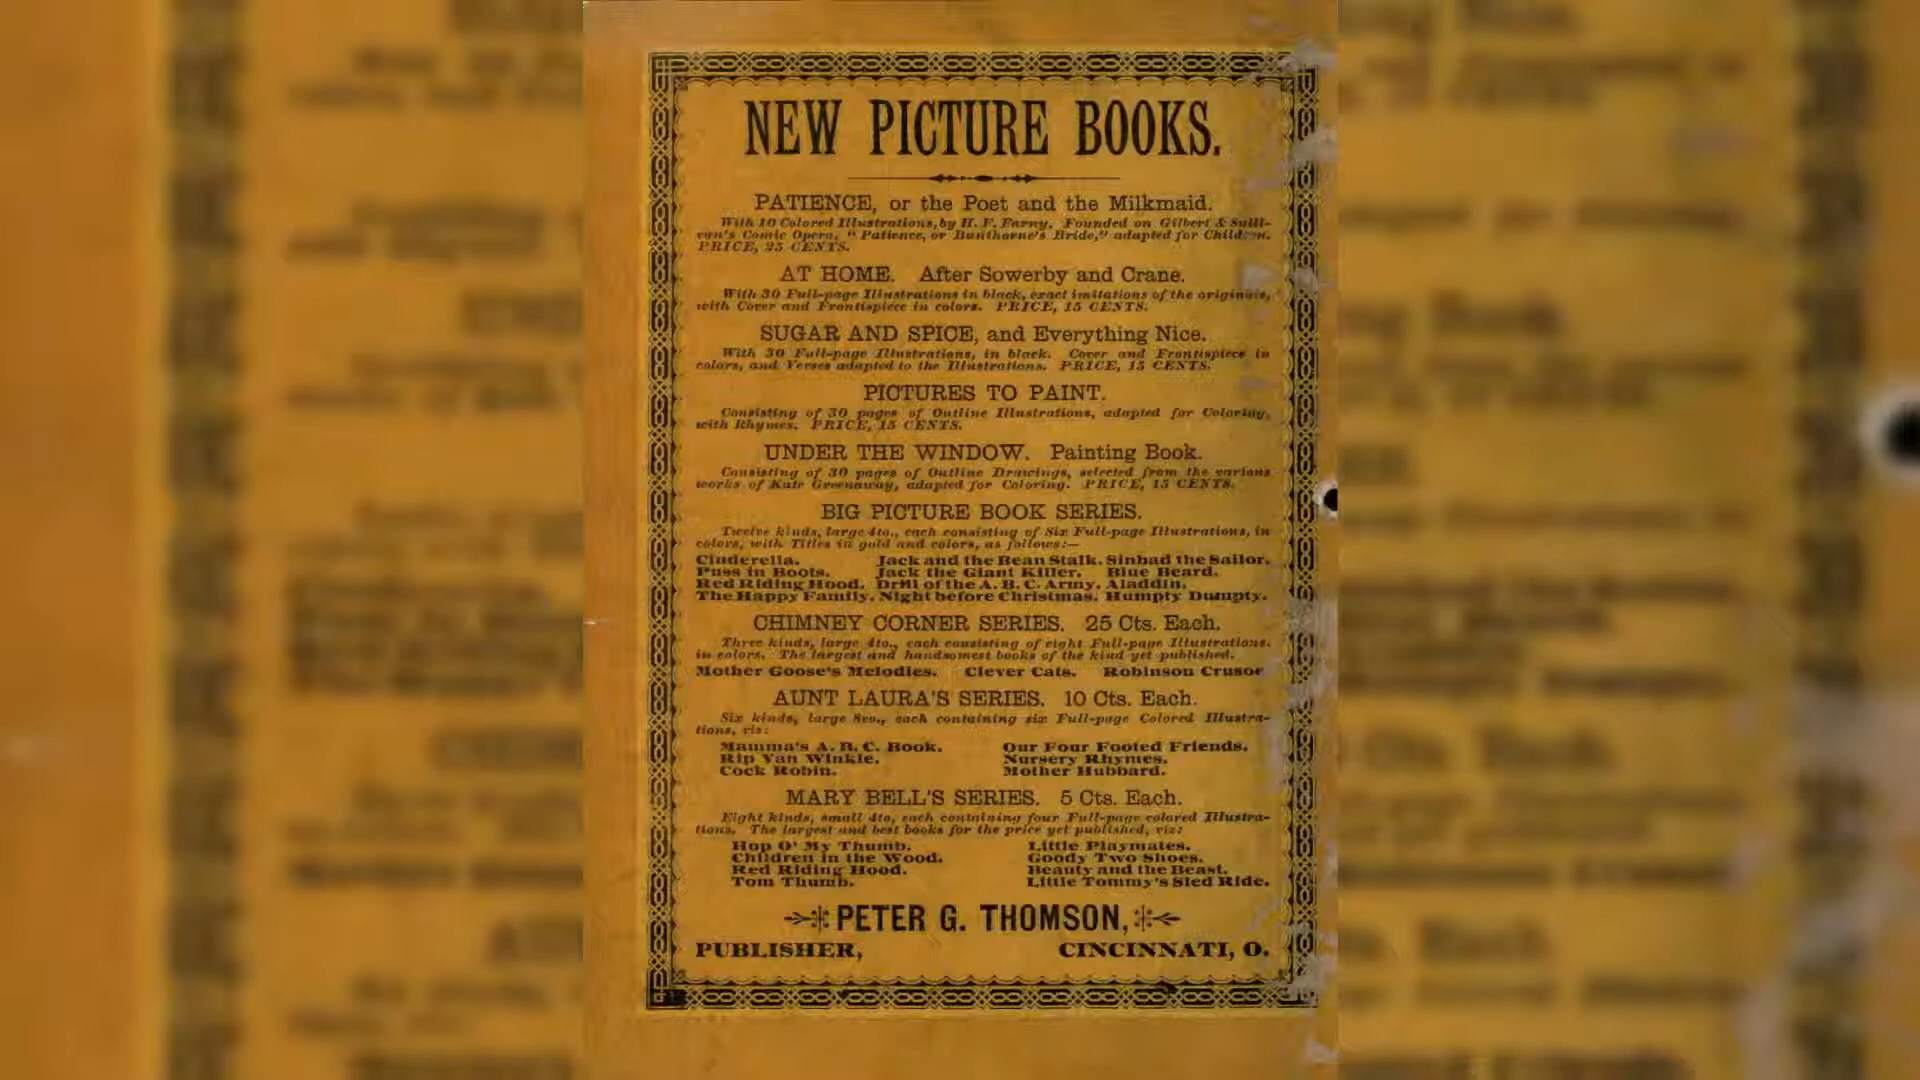 NEW PICTURE BOOKS.
PATIENCE, or the Poet and the Milkmaid.
With 10 Colored Illustrations, by H. F. Farny. Founded on Gilbert & Sulli-
van's Comic Opera, "Patience, or Bunthorne's Bride," adapted for Children.
PRICE, 25 CENTS.
AT HOME. After Sowerby and Crane.
With 30 Full-page Illustrations in black, exact imitations of the originals,
with Cover and Frontispiece in colors. PRICE, 15 CENTS.
SUGAR AND SPICE, and Everything Nice.
With 30 Full-page Illustrations, in black. Cover and Frontispiece in
colors, and Verses adapted to the Illustrations. PRICE, 15 CENTS.
PICTURES TO PAINT.
Consisting of 30 pages of Outline Illustrations, adapted for Coloring,
with Rhymes. PRICE, 15 CENTS.
UNDER THE WINDOW. Painting Book.
Consisting of 30 pages of Outline Drawings, selected from the various
works of Kate Greenaway, adapted for Coloring. PRICE, 15 CENTS.
BIG PICTURE BOOK SERIES.
Twelve kinds, large 4to., each consisting of Six Full-page Illustrations, in
colors, with Titles in gold and colors, as follows:—
Cinderella. Jack and the Bean Stalk. Sinbad the Sailor.
Puss in Boots. Jack the Giant Killer. Blue Beard.
Red Riding Hood. Drill of the A. B. C. Army. Aladdin.
The Happy Family. Night before Christmas. Humpty Dumpty.
CHIMNEY CORNER SERIES. 25 Cts. Each.
Three kinds, large 4to., each consisting of eight Full-page Illustrations.
in colors. The largest and handsomest books of the kind yet published.
Mother Goose's Melodies. Clever Cats. Robinson Crusoe
AUNT LAURA'S SERIES. 10 Cts. Each.
Six kinds, large 8vo., each containing six Full-page Colored Illustra-
tions, viz:
Mamma's A. B. C. Book. Our Four Footed Friends.
Rip Van Winkle. Nursery Rhymes.
Cock Robin. Mother Hubbard.
MARY BELL'S SERIES. 5 Cts. Each.
Eight kinds, small 4to, each containing four Full-page colored Illustra-
tions. The largest and best books for the price yet published, viz:
Hop O' My Thumb. Little Playmates.
Children in the Wood. Goody Two Shoes.
Red Riding Hood. Beauty and the Beast.
Tom Thumb. Little Tommy's Sled Ride.
PETER G. THOMSON,
PUBLISHER, CINCINNATI, O.